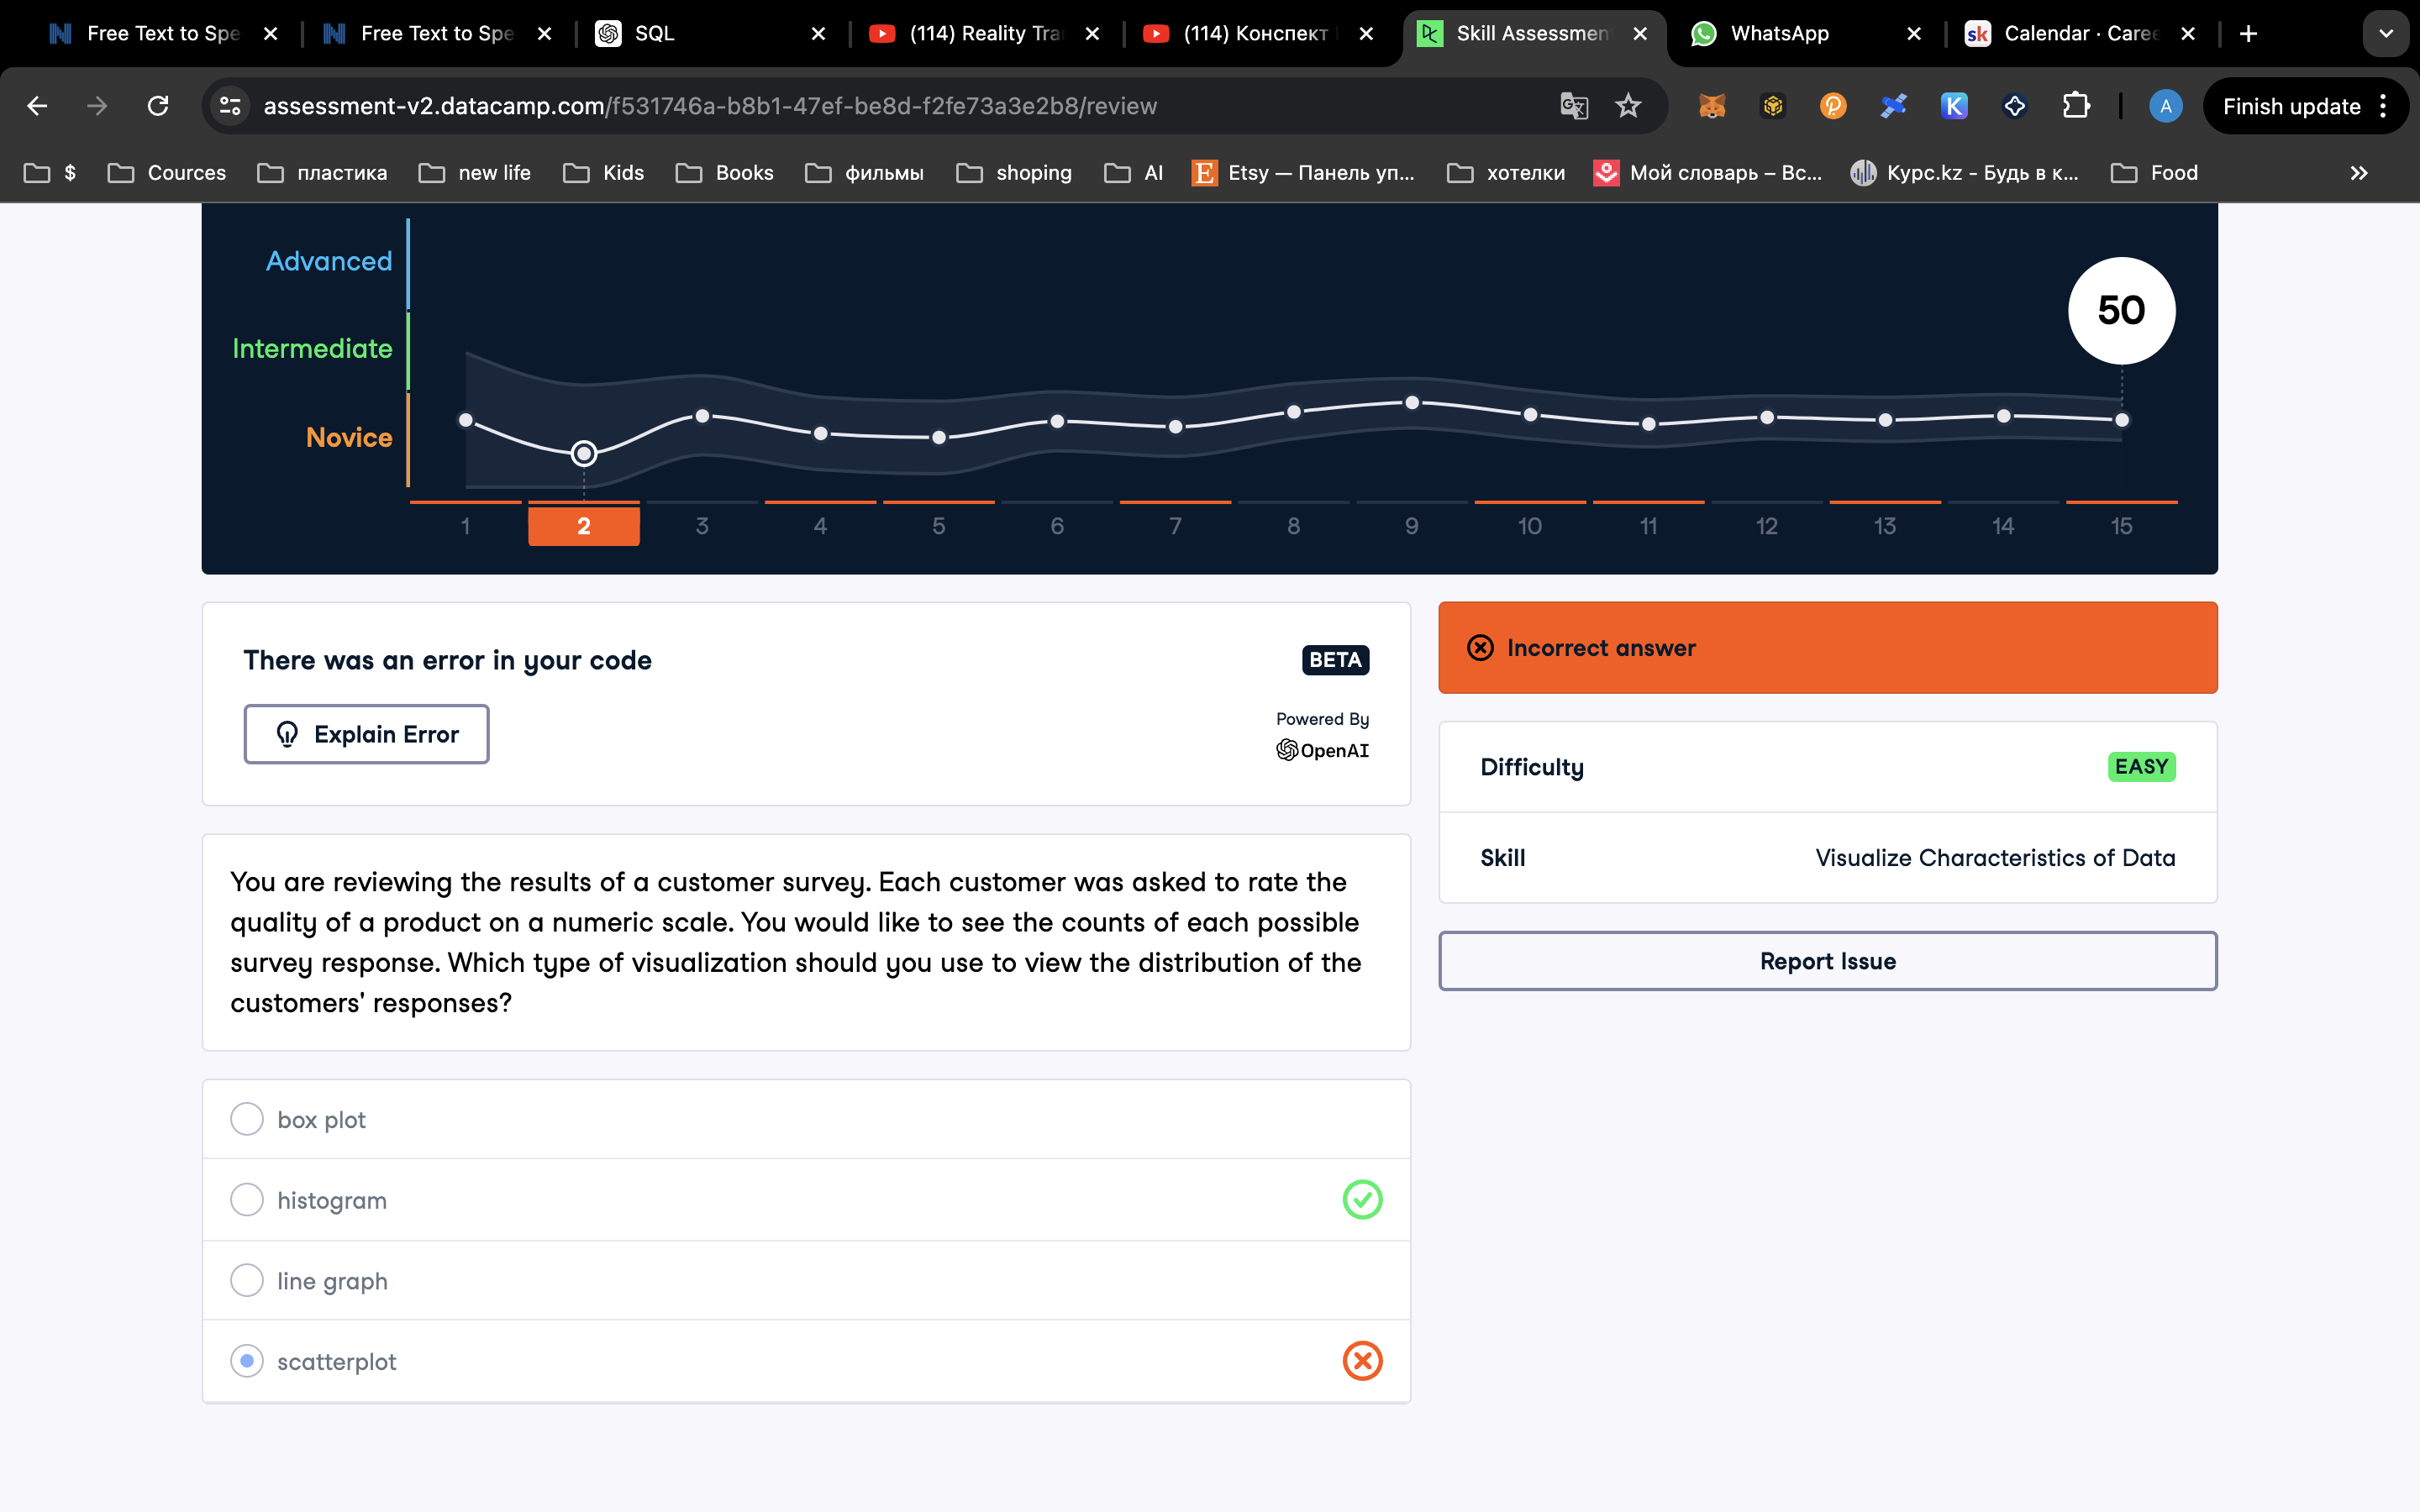 Free Text to Spe
Free Text to Spe
SQL
(114) Reality Tra
(114) Конспект
Skill Assessmen
WhatsApp
Calendar · Caree
assessment-v2.datacamp.com/f531746a-b8b1-47ef-be8d-f2fe73a3e2b8/review
A
Finish update
$
Cources
пластика
new life
Kids
Books
фильмы
shoping
AI
Etsy — Панель уп...
хотелки
Мой словарь – Вс...
Курс.kz - Будь в к...
Food
Advanced
Intermediate
Novice
50
1 2 3 4 5 6 7 8 9 10 11 12 13 14 15
There was an error in your code
BETA
Explain Error
Powered By
OpenAI
Incorrect answer
Difficulty
EASY
Skill
Visualize Characteristics of Data
Report Issue
You are reviewing the results of a customer survey. Each customer was asked to rate the
quality of a product on a numeric scale. You would like to see the counts of each possible
survey response. Which type of visualization should you use to view the distribution of the
customers' responses?
box plot
histogram
line graph
scatterplot